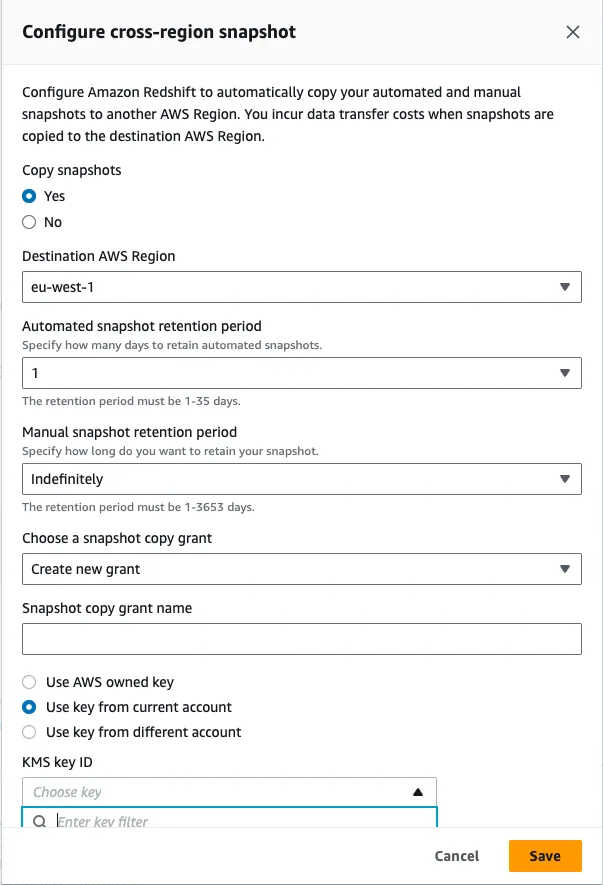 Configure cross-region snapshot
Configure Amazon Redshift to automatically copy your automated and manual
snapshots to another AWS Region. You incur data transfer costs when snapshots are
copied to the destination AWS Region.
Copy snapshots
Yes
No
Destination AWS Region
eu-west-1
Automated snapshot retention period
Specify how many days to retain automated snapshots.
1
The retention period must be 1-35 days.
Manual snapshot retention period
Specify how long do you want to retain your snapshot.
Indefinitely
The retention period must be 1-3653 days.
Choose a snapshot copy grant
Create new grant
Snapshot copy grant name
Use AWS owned key
Use key from current account
Use key from different account
KMS key ID
Choose key
Enter key filter
Cancel
Save